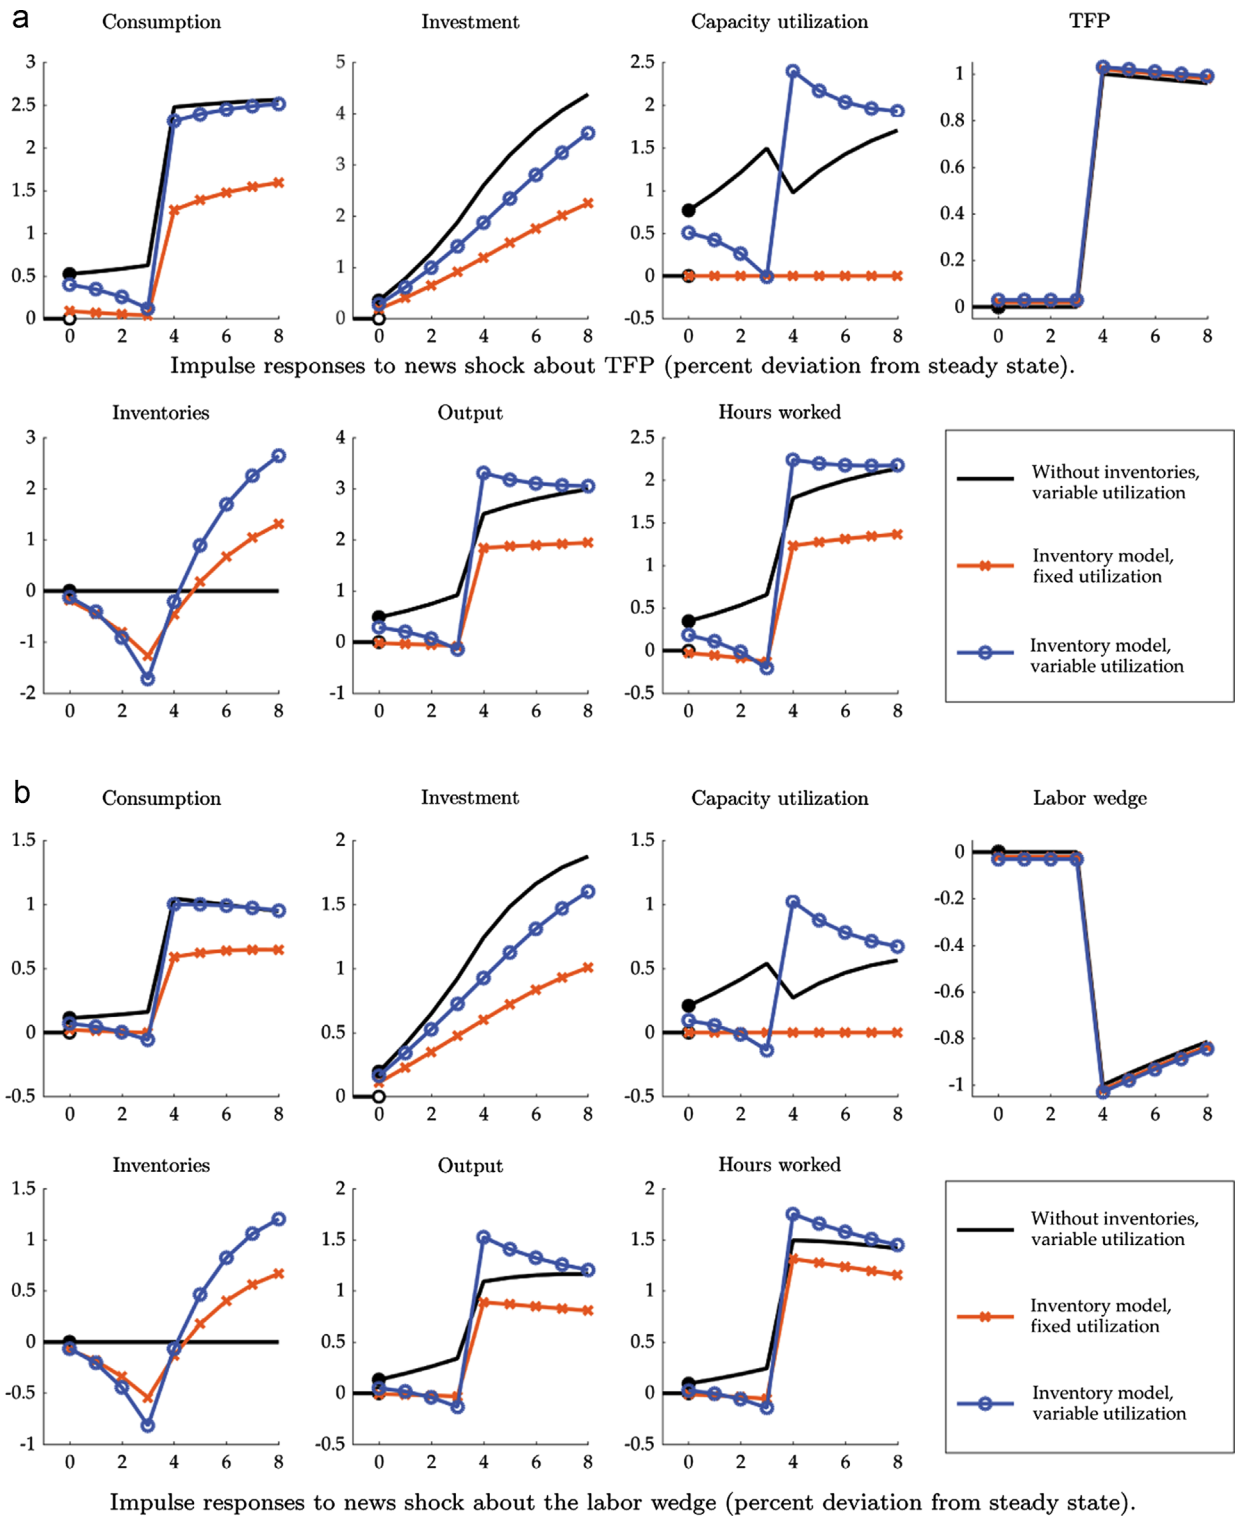 a
Consumption
Investment
Capacity utilization
TFP
3
2.5
2
1.5
1
0.5
0
0 2 4 6 8
5
4
3
2
1
0
0 2 4 6 8
2.5
2
1.5
1
0.5
0
-0.5
0 2 4 6 8
1
0.8
0.6
0.4
0.2
0
0 2 4 6 8
Impulse responses to news shock about TFP (percent deviation from steady state).
Inventories
Output
Hours worked
3
2
1
0
-1
-2
0 2 4 6 8
4
3
2
1
0
-1
0 2 4 6 8
2.5
2
1.5
1
0.5
0
-0.5
0 2 4 6 8
Without inventories,
variable utilization
Inventory model,
fixed utilization
Inventory model,
variable utilization
b
Consumption
Investment
Capacity utilization
Labor wedge
1.5
1
0.5
0
-0.5
0 2 4 6 8
2
1.5
1
0.5
0
0 2 4 6 8
1.5
1
0.5
0
-0.5
0 2 4 6 8
0
-0.2
-0.4
-0.6
-0.8
-1
0 2 4 6 8
Inventories
Output
Hours worked
1.5
1
0.5
0
-0.5
-1
0 2 4 6 8
2
1.5
1
0.5
0
-0.5
0 2 4 6 8
2
1.5
1
0.5
0
-0.5
0 2 4 6 8
Without inventories,
variable utilization
Inventory model,
fixed utilization
Inventory model,
variable utilization
Impulse responses to news shock about the labor wedge (percent deviation from steady state).